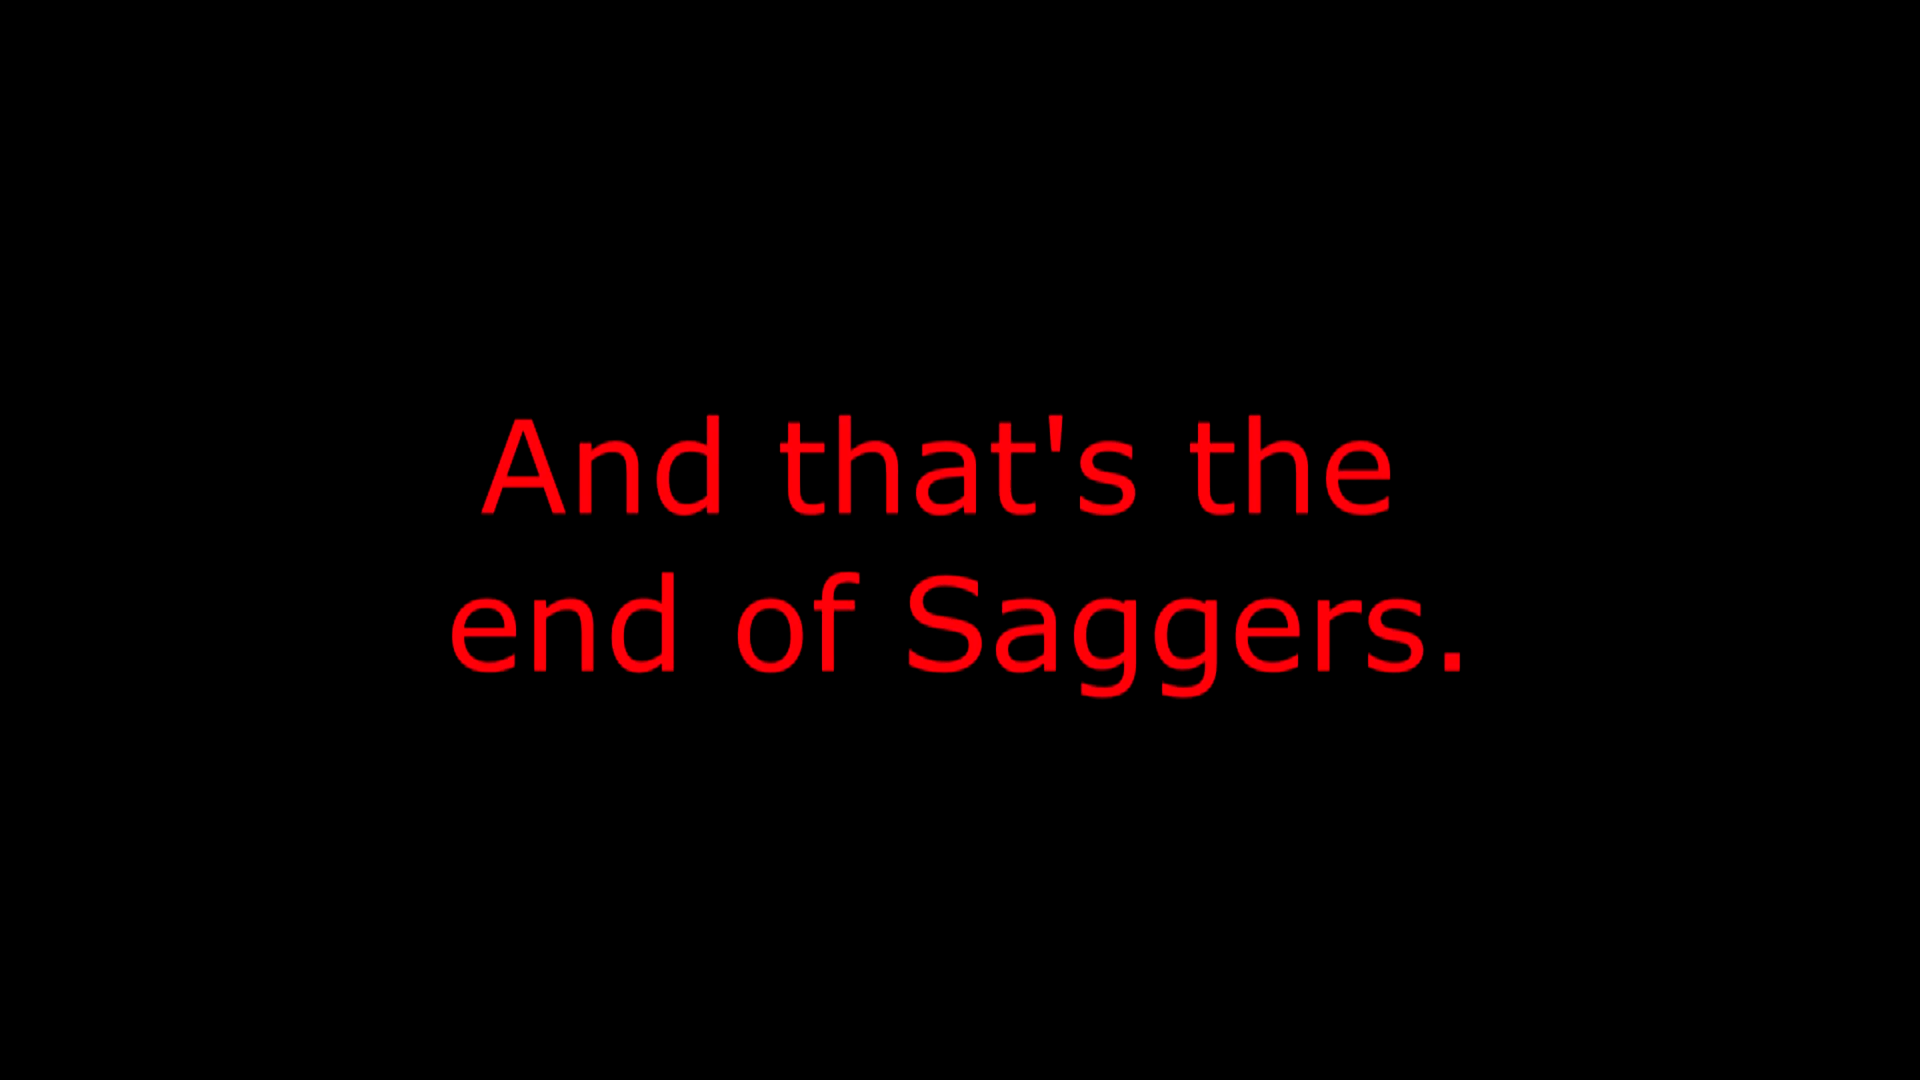 And that's the
end of Saggers.